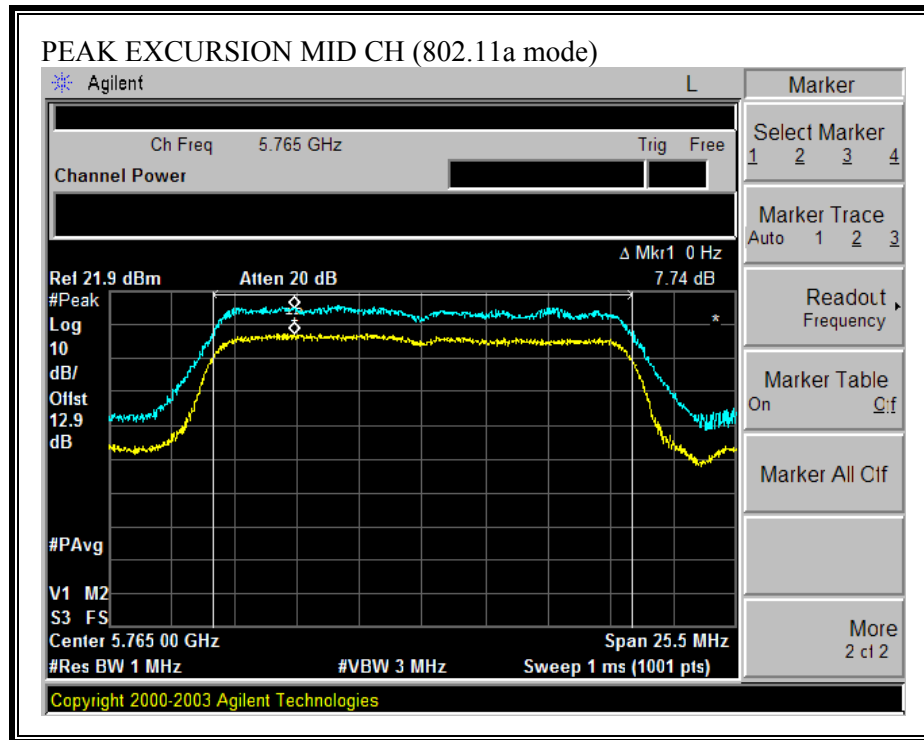 PEAK EXCURSION MID CH (802.11a mode)
Agilent L
Ch Freq 5.765 GHz Trig Free
Channel Power
Δ Mkr1 0 Hz
Ref 21.9 dBm Atten 20 dB 7.74 dB
#Peak
Log
10
dB/
Offst
12.9
dB
#PAvg
V1 M2
S3 FS
Center 5.765 00 GHz Span 25.5 MHz
#Res BW 1 MHz #VBW 3 MHz Sweep 1 ms (1001 pts)
Copyright 2000-2003 Agilent Technologies
Marker
Select Marker
1 2 3 4
Marker Trace
Auto 1 2 3
Readout
Frequency
Marker Table
On Off
Marker All Off
More
2 of 2